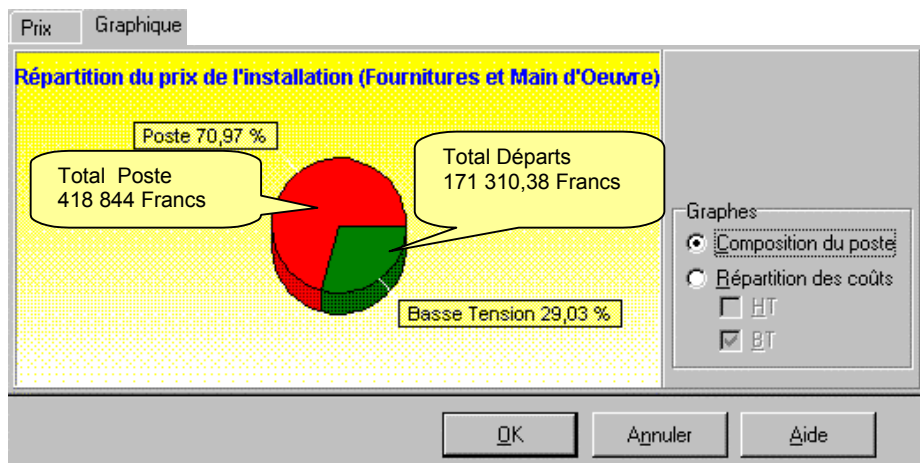 Prix
Graphique
Répartition du prix de l'installation (Fournitures et Main d'Oeuvre)
Poste 70,97 %
Total Poste
418 844 Francs
Total Départs
171 310,38 Francs
Basse Tension 29,03 %
Graphes
Composition du poste
Répartition des coûts
HT
BT
OK
Annuler
Aide